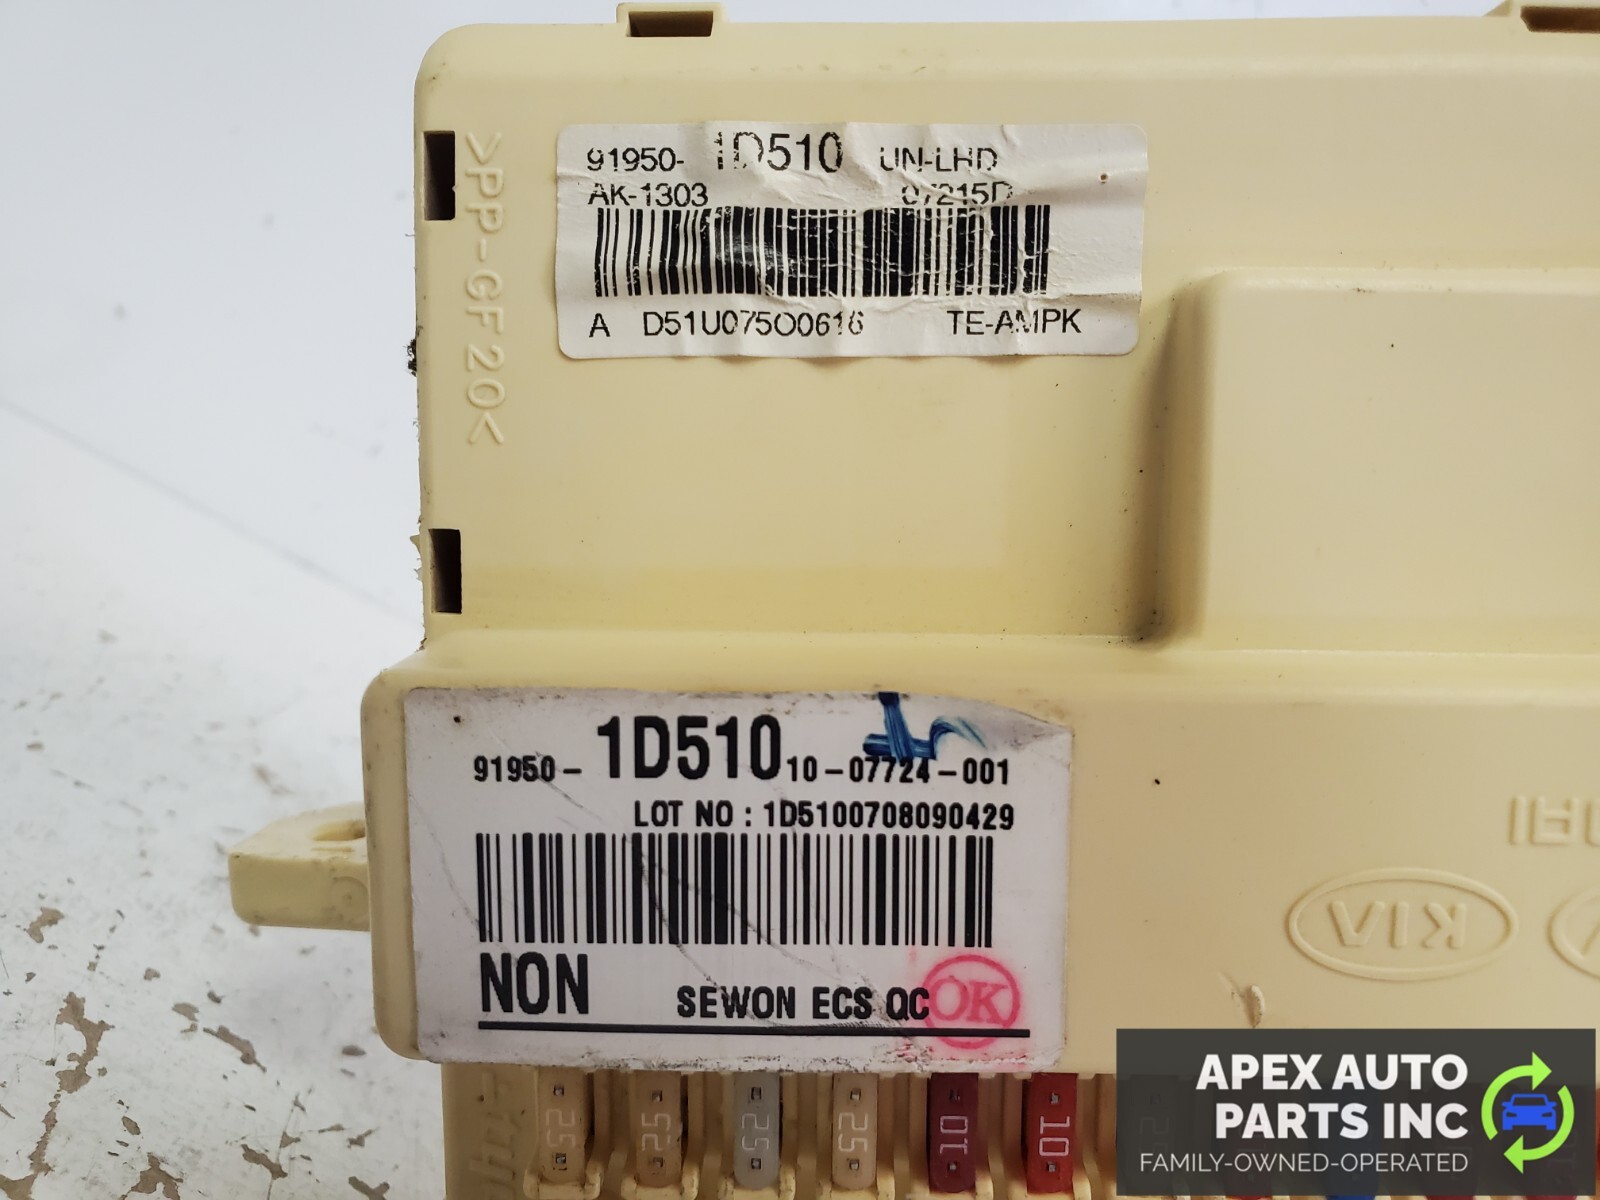 91950- 1D510 UN-LHD
AK-1303 07215D
A D51U075O0616 TE-AMPK
>PP-GF20<
91950- 1D510 10-07724-001
LOT NO : 1D5100708090429
NON SEWON ECS QC OK
KIA
25 25 25 25 10 10
APEX AUTO
PARTS INC
FAMILY-OWNED-OPERATED